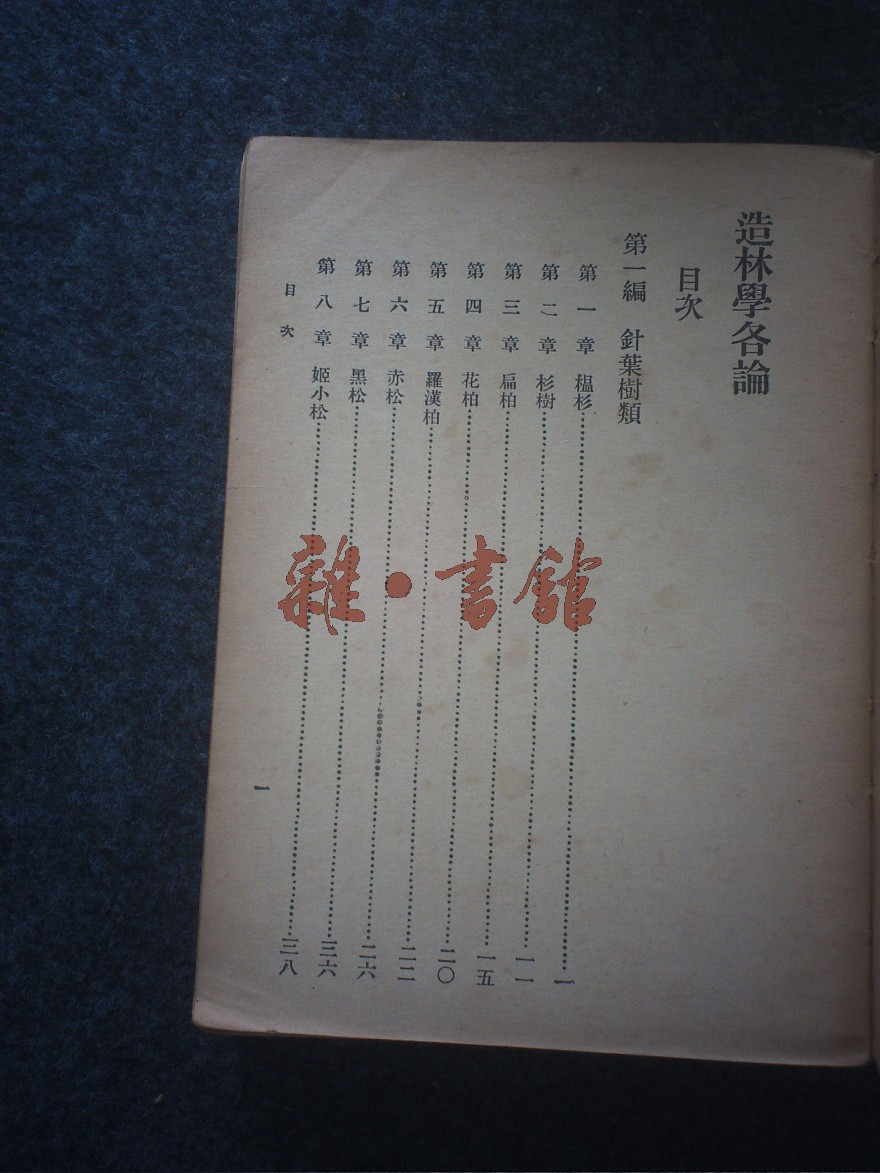 造林學各論
目次
第一編 針葉樹類
第一章 榲杉……一
第二章 杉樹……一一
第三章 扁柏……一五
第四章 花柏……二〇
第五章 羅漢柏……二二
第六章 赤松……二六
第七章 黑松……三六
第八章 姬小松……三八
目次
一
雜·書館